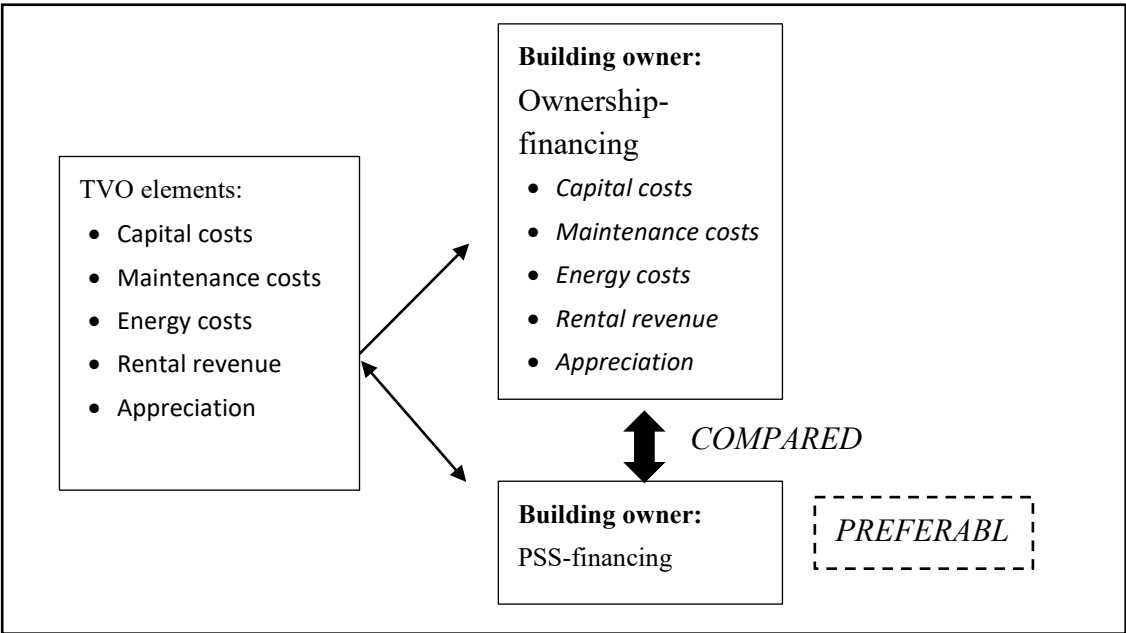 TVO elements:
• Capital costs
• Maintenance costs
• Energy costs
• Rental revenue
• Appreciation
Building owner:
Ownership-
financing
• Capital costs
• Maintenance costs
• Energy costs
• Rental revenue
• Appreciation
COMPARED
Building owner:
PSS-financing
PREFERABL